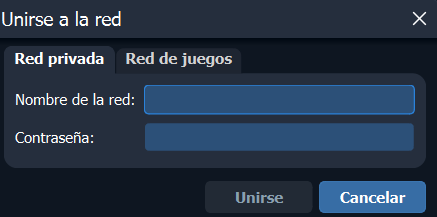 Unirse a la red
Red privada
Red de juegos
Nombre de la red:
Contraseña:
Unirse
Cancelar